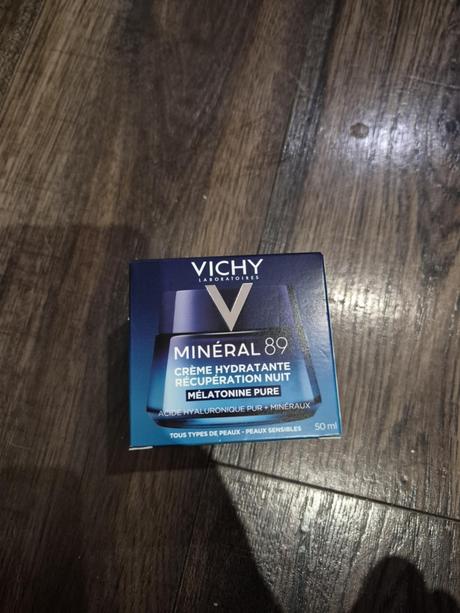 VICHY
LABORATOIRES
V
MINÉRAL 89
CRÈME HYDRATANTE
RÉCUPÉRATION NUIT
MÉLATONINE PURE
ACIDE HYALURONIQUE PUR + MINÉRAUX
TOUS TYPES DE PEAUX - PEAUX SENSIBLES
50 ml